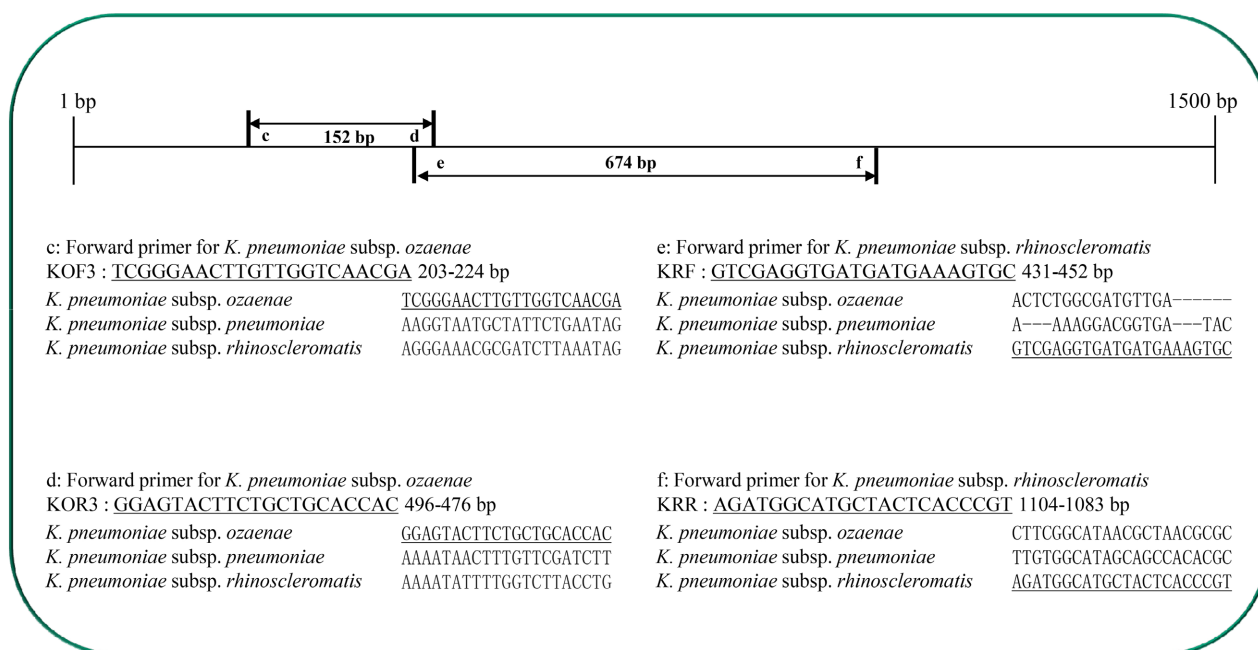 1 bp
1500 bp
c 152 bp d
e 674 bp f
c: Forward primer for K. pneumoniae subsp. ozaenae
KOF3 : TCGGGAACTTGTTGGTCAACGA 203-224 bp
K. pneumoniae subsp. ozaenae TCGGGAACTTGTTGGTCAACGA
K. pneumoniae subsp. pneumoniae AAGGTAATGCTATTCTGAATAG
K. pneumoniae subsp. rhinoscleromatis AGGGAAACGCGATCTTAAATAG
e: Forward primer for K. pneumoniae subsp. rhinoscleromatis
KRF : GTCGAGGTGATGATGAAAGTGC 431-452 bp
K. pneumoniae subsp. ozaenae ACTCTGGCGATGTTGA------
K. pneumoniae subsp. pneumoniae A---AAAGGACGGTGA---TAC
K. pneumoniae subsp. rhinoscleromatis GTCGAGGTGATGATGAAAGTGC
d: Forward primer for K. pneumoniae subsp. ozaenae
KOR3 : GGAGTACTTCTGCTGCACCAC 496-476 bp
K. pneumoniae subsp. ozaenae GGAGTACTTCTGCTGCACCAC
K. pneumoniae subsp. pneumoniae AAAATAACTTTGTTCGATCTT
K. pneumoniae subsp. rhinoscleromatis AAAATATTTTGGTCTTACCTG
f: Forward primer for K. pneumoniae subsp. rhinoscleromatis
KRR : AGATGGCATGCTACTCACCCGT 1104-1083 bp
K. pneumoniae subsp. ozaenae CTTCGGCATAACGCTAACGCGC
K. pneumoniae subsp. pneumoniae TTGTGGCATAGCAGCCACACGC
K. pneumoniae subsp. rhinoscleromatis AGATGGCATGCTACTCACCCGT